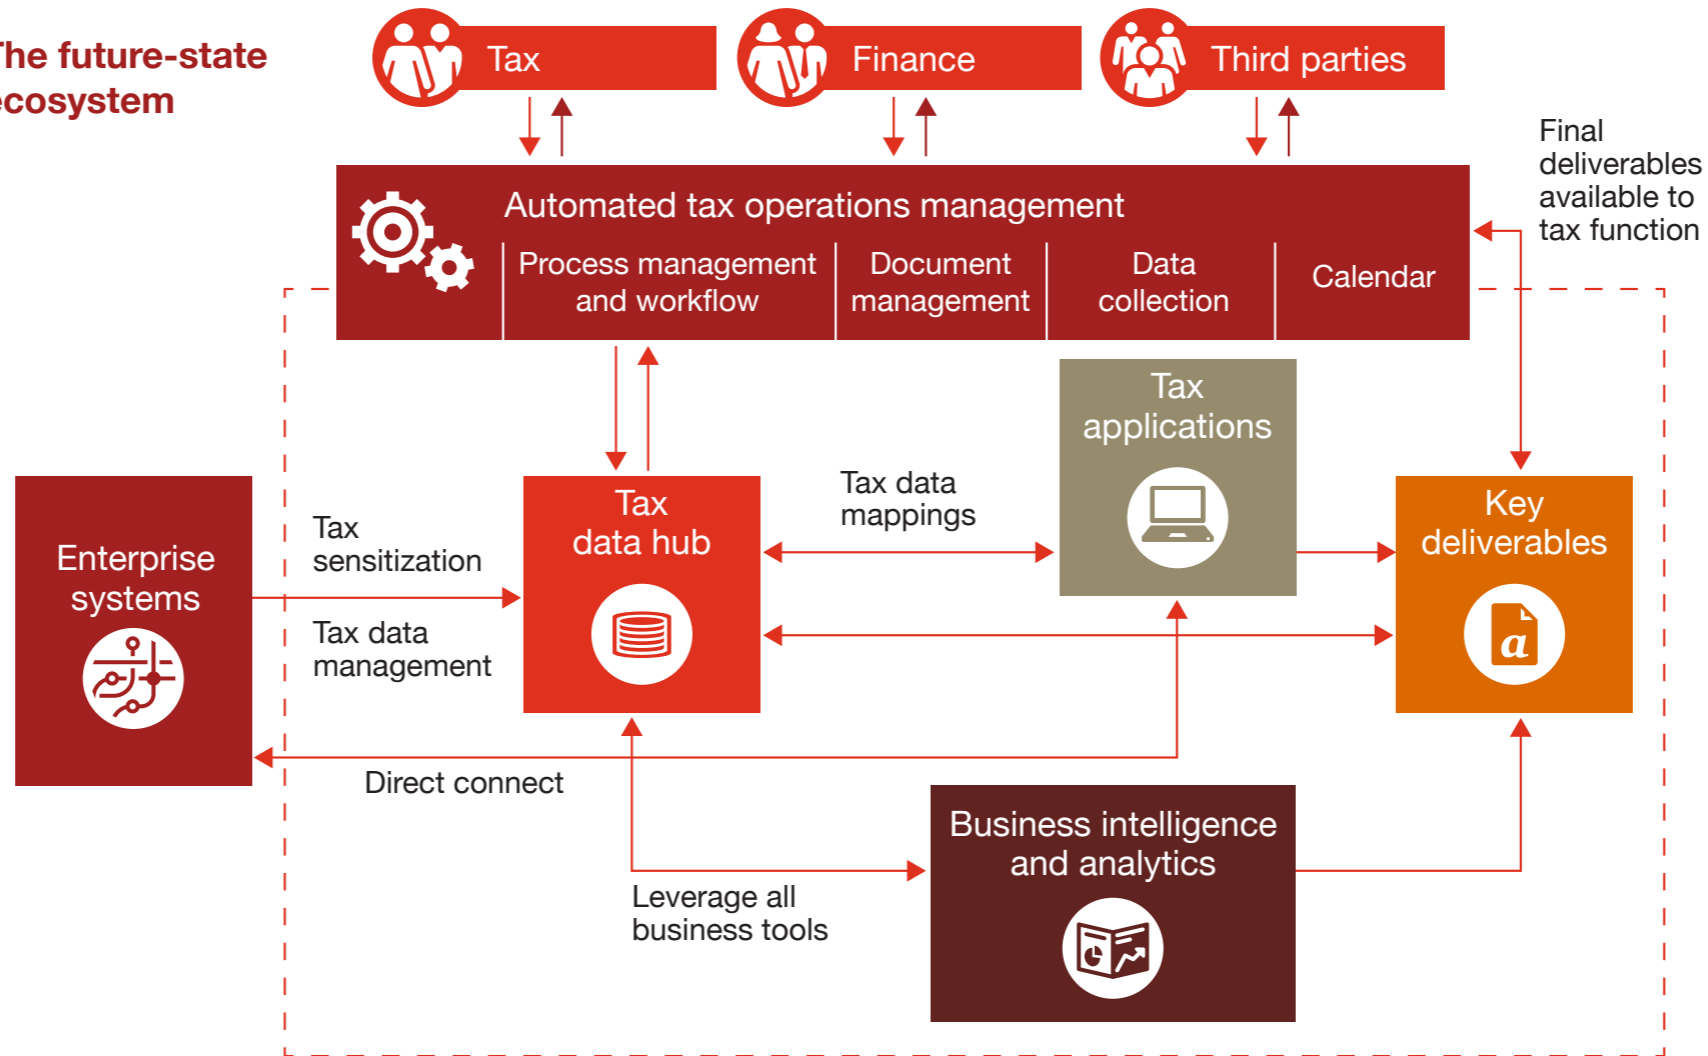 The future-state
ecosystem
Tax
Finance
Third parties
Final
deliverables
available to
tax function
Automated tax operations management
Process management
and workflow
Document
management
Data
collection
Calendar
Tax
applications
Enterprise
systems
Tax
sensitization
Tax data
management
Tax
data hub
Tax data
mappings
Key
deliverables
a
Direct connect
Leverage all
business tools
Business intelligence
and analytics